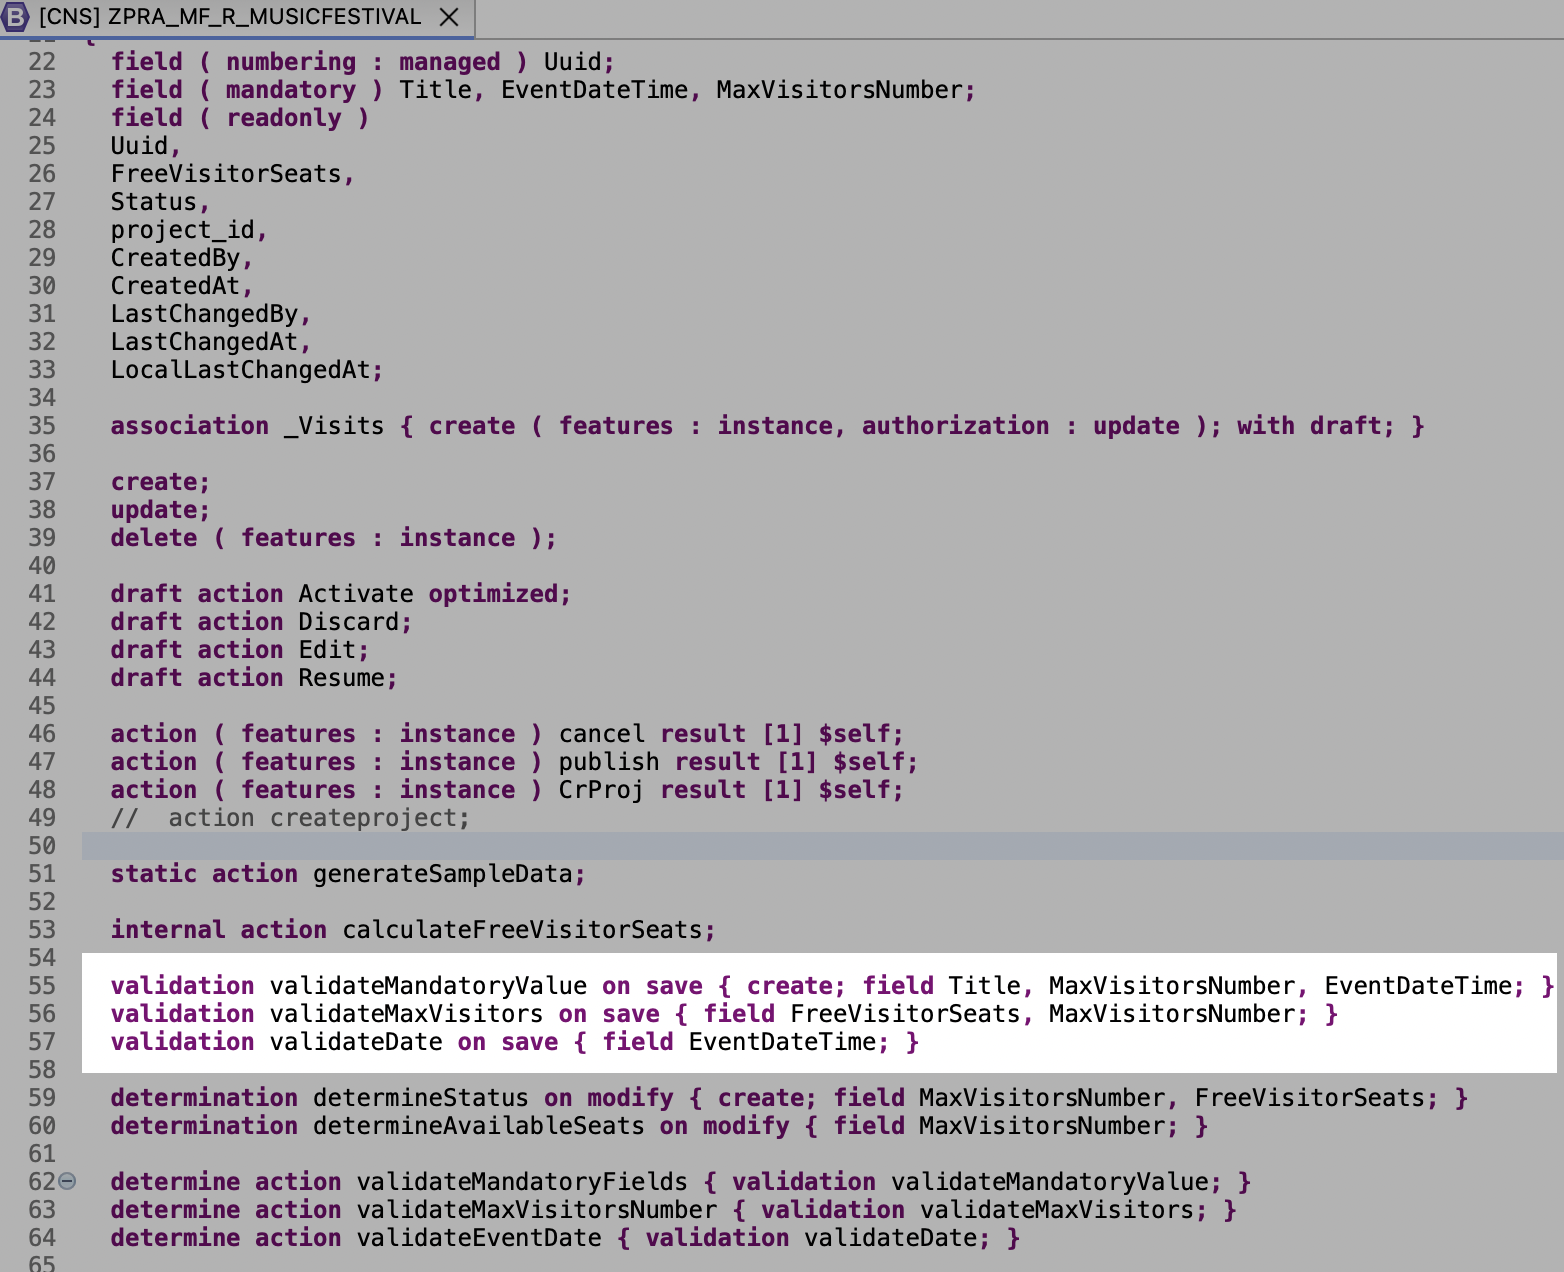 B [CNS] ZPRA_MF_R_MUSICFESTIVAL
{
22 field ( numbering : managed ) Uuid;
23 field ( mandatory ) Title, EventDateTime, MaxVisitorsNumber;
24 field ( readonly )
25 Uuid,
26 FreeVisitorSeats,
27 Status,
28 project_id,
29 CreatedBy,
30 CreatedAt,
31 LastChangedBy,
32 LastChangedAt,
33 LocalLastChangedAt;
34
35 association _Visits { create ( features : instance, authorization : update ); with draft; }
36
37 create;
38 update;
39 delete ( features : instance );
40
41 draft action Activate optimized;
42 draft action Discard;
43 draft action Edit;
44 draft action Resume;
45
46 action ( features : instance ) cancel result [1] $self;
47 action ( features : instance ) publish result [1] $self;
48 action ( features : instance ) CrProj result [1] $self;
49 //  action createproject;
50
51 static action generateSampleData;
52
53 internal action calculateFreeVisitorSeats;
54
55 validation validateMandatoryValue on save { create; field Title, MaxVisitorsNumber, EventDateTime; }
56 validation validateMaxVisitors on save { field FreeVisitorSeats, MaxVisitorsNumber; }
57 validation validateDate on save { field EventDateTime; }
58
59 determination determineStatus on modify { create; field MaxVisitorsNumber, FreeVisitorSeats; }
60 determination determineAvailableSeats on modify { field MaxVisitorsNumber; }
61
62 determine action validateMandatoryFields { validation validateMandatoryValue; }
63 determine action validateMaxVisitorsNumber { validation validateMaxVisitors; }
64 determine action validateEventDate { validation validateDate; }
65